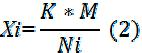 Xi = K * M / Ni (2)